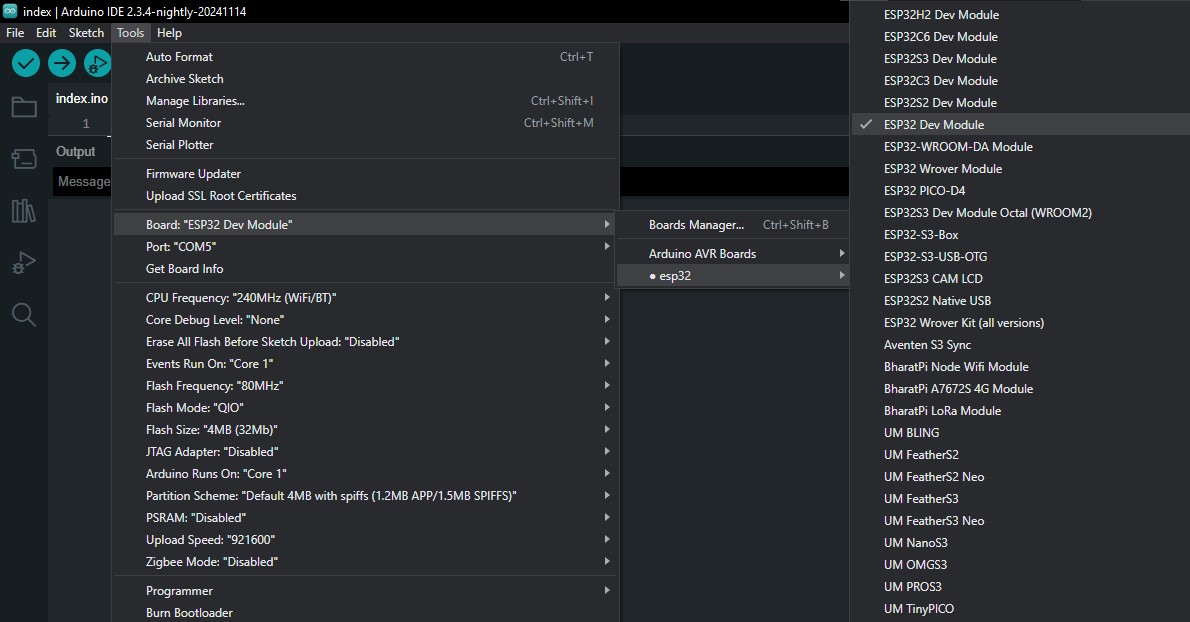 index | Arduino IDE 2.3.4-nightly-20241114
File Edit Sketch Tools Help
index.ino
1
Output
Message
Auto Format Ctrl+T
Archive Sketch
Manage Libraries... Ctrl+Shift+I
Serial Monitor Ctrl+Shift+M
Serial Plotter
Firmware Updater
Upload SSL Root Certificates
Board: "ESP32 Dev Module"
Port: "COM5"
Get Board Info
CPU Frequency: "240MHz (WiFi/BT)"
Core Debug Level: "None"
Erase All Flash Before Sketch Upload: "Disabled"
Events Run On: "Core 1"
Flash Frequency: "80MHz"
Flash Mode: "QIO"
Flash Size: "4MB (32Mb)"
JTAG Adapter: "Disabled"
Arduino Runs On: "Core 1"
Partition Scheme: "Default 4MB with spiffs (1.2MB APP/1.5MB SPIFFS)"
PSRAM: "Disabled"
Upload Speed: "921600"
Zigbee Mode: "Disabled"
Programmer
Burn Bootloader
Boards Manager... Ctrl+Shift+B
Arduino AVR Boards
● esp32
ESP32H2 Dev Module
ESP32C6 Dev Module
ESP32S3 Dev Module
ESP32C3 Dev Module
ESP32S2 Dev Module
✓ ESP32 Dev Module
ESP32-WROOM-DA Module
ESP32 Wrover Module
ESP32 PICO-D4
ESP32S3 Dev Module Octal (WROOM2)
ESP32-S3-Box
ESP32-S3-USB-OTG
ESP32S3 CAM LCD
ESP32S2 Native USB
ESP32 Wrover Kit (all versions)
Aventen S3 Sync
BharatPi Node Wifi Module
BharatPi A7672S 4G Module
BharatPi LoRa Module
UM BLING
UM FeatherS2
UM FeatherS2 Neo
UM FeatherS3
UM FeatherS3 Neo
UM NanoS3
UM OMGS3
UM PROS3
UM TinyPICO